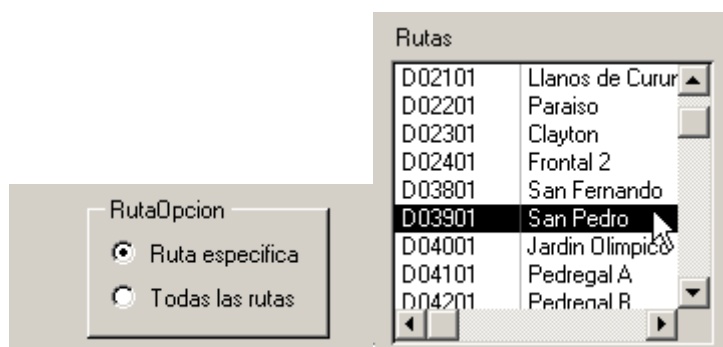 Rutas
D02101 Llanos de Curur
D02201 Paraiso
D02301 Clayton
D02401 Frontal 2
D03801 San Fernando
D03901 San Pedro
D04001 Jardin Olimpico
D04101 Pedregal A
D04201 Pedregal B
RutaOpcion
Ruta especifica
Todas las rutas